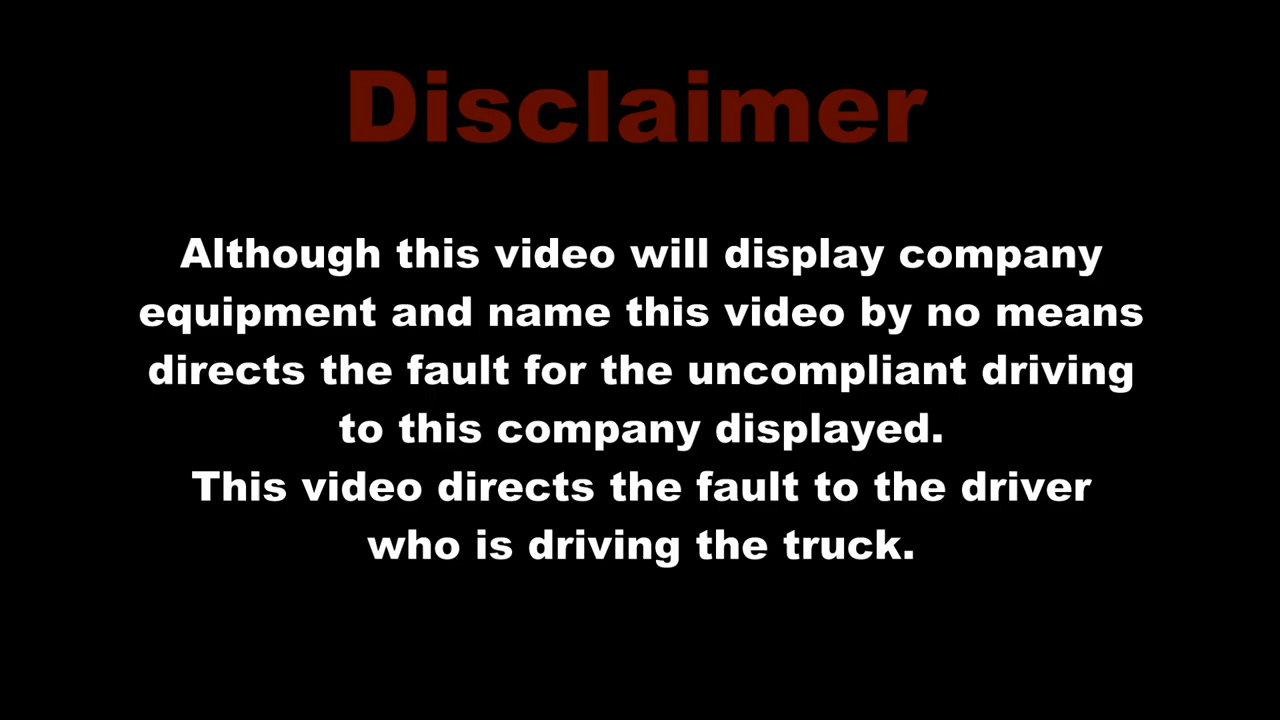 Disclaimer
Although this video will display company
equipment and name this video by no means
directs the fault for the uncompliant driving
to this company displayed.
This video directs the fault to the driver
who is driving the truck.